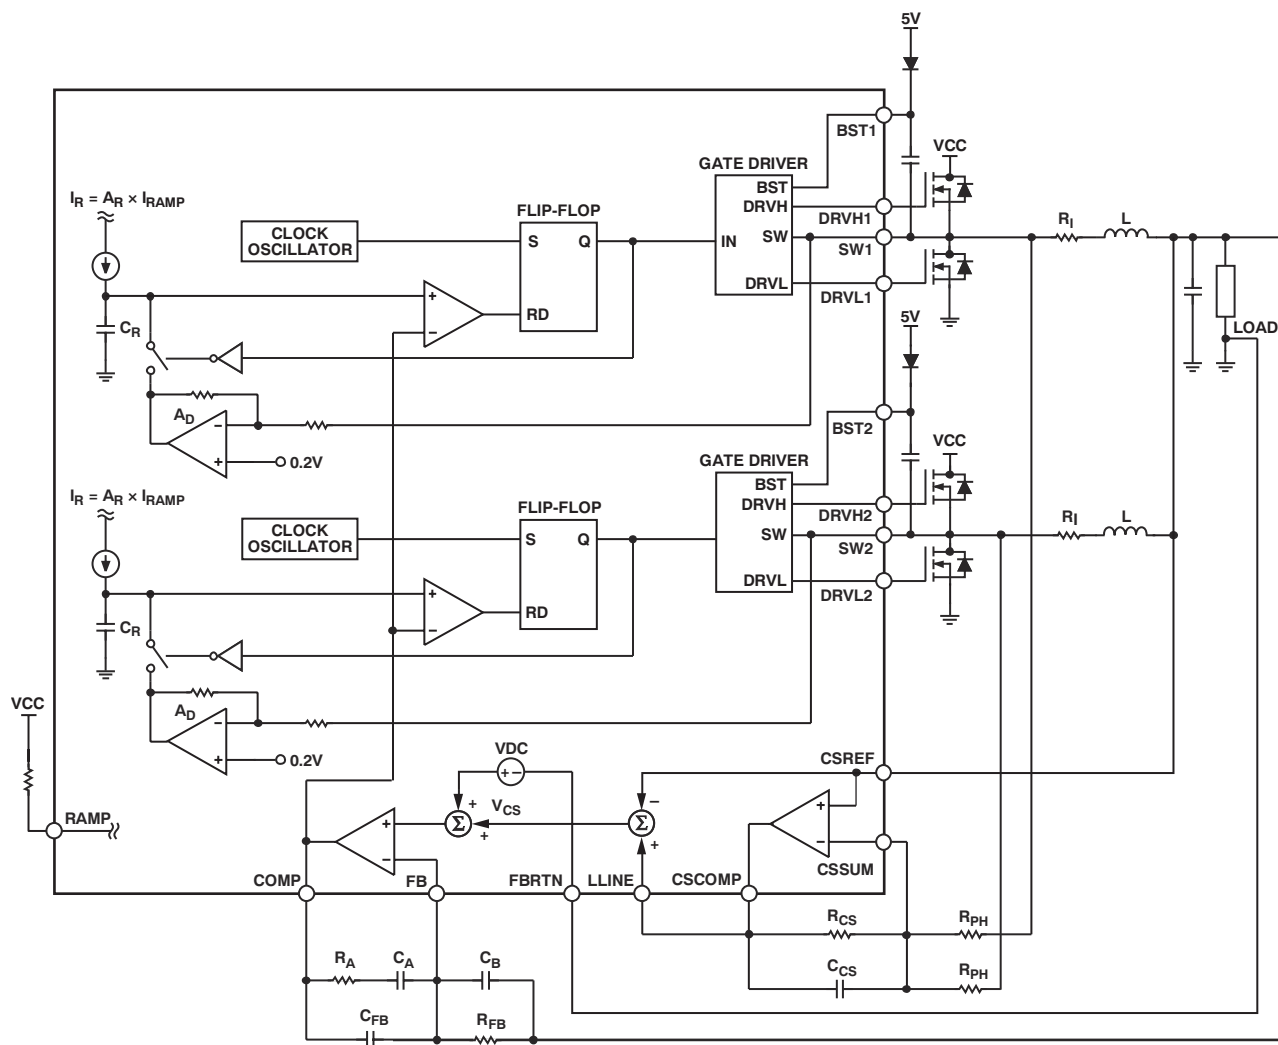 5V
BST1
VCC
GATE DRIVER
I_R = A_R × I_RAMP
BST
FLIP-FLOP
DRVH
DRVH1
R_I
L
CLOCK
OSCILLATOR
S
Q
IN
SW
SW1
+
C_R
RD
DRVL
DRVL1
−
5V
LOAD
A_D
−
BST2
VCC
+
0.2V
GATE DRIVER
I_R = A_R × I_RAMP
BST
FLIP-FLOP
DRVH
DRVH2
R_I
L
CLOCK
OSCILLATOR
S
Q
SW
SW2
DRVL
DRVL2
+
C_R
RD
−
VCC
A_D
−
+
0.2V
VDC
+ −
CSREF
RAMP
+
V_CS
−
+
+
Σ
+
Σ
+
−
−
CSSUM
COMP
FB
FBRTN
LLINE
CSCOMP
R_CS
R_PH
R_A
C_A
C_B
C_CS
R_PH
C_FB
R_FB